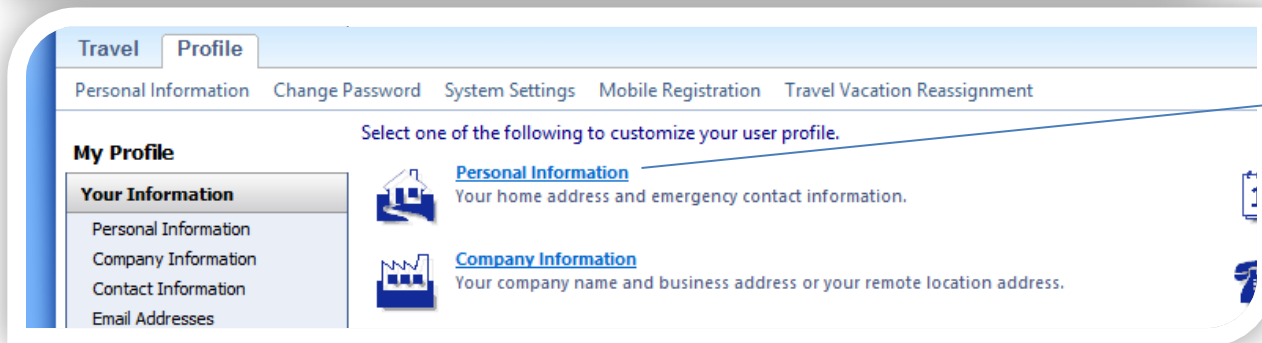 Travel Profile
Personal Information Change Password System Settings Mobile Registration Travel Vacation Reassignment
Select one of the following to customize your user profile.
My Profile
Your Information
Personal Information
Company Information
Contact Information
Email Addresses
Personal Information
Your home address and emergency contact information.
Company Information
Your company name and business address or your remote location address.